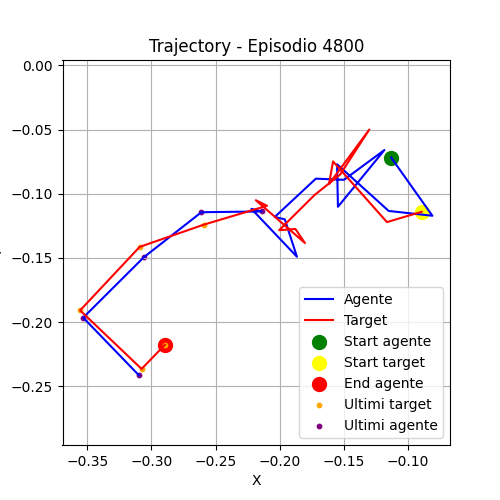 Trajectory - Episodio 4800
0.00
−0.05
−0.10
−0.15
−0.20
−0.25
Agente
Target
Start agente
Start target
End agente
Ultimi target
Ultimi agente
−0.35
−0.30
−0.25
−0.20
−0.15
−0.10
X